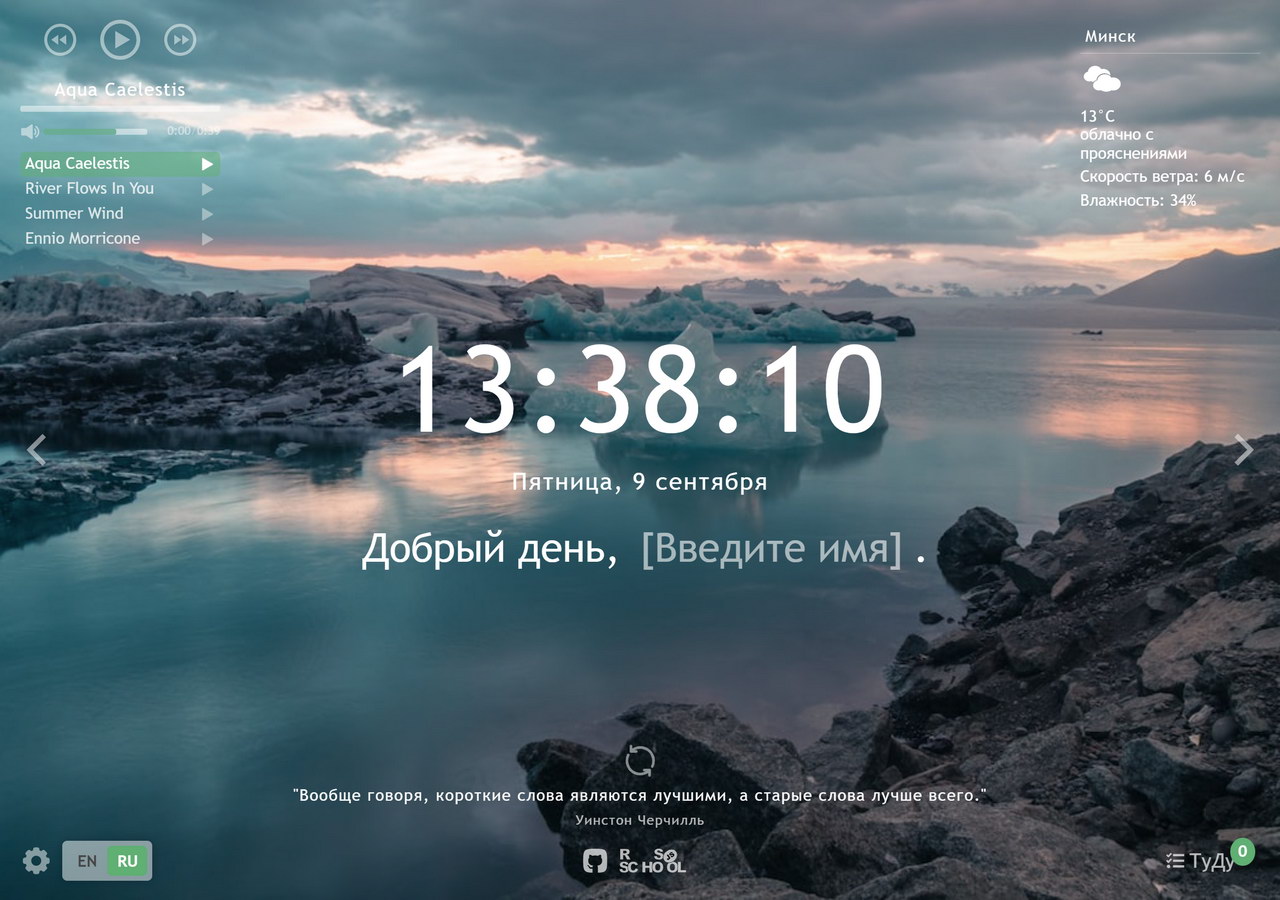 Aqua Caelestis
0:00/0:39
Aqua Caelestis
River Flows In You
Summer Wind
Ennio Morricone
Минск
13°C
облачно с
прояснениями
Скорость ветра: 6 м/с
Влажность: 34%
13:38:10
Пятница, 9 сентября
Добрый день, [Введите имя] .
"Вообще говоря, короткие слова являются лучшими, а старые слова лучше всего."
Уинстон Черчилль
EN RU
R S
SCHOOL
ТуДу 0